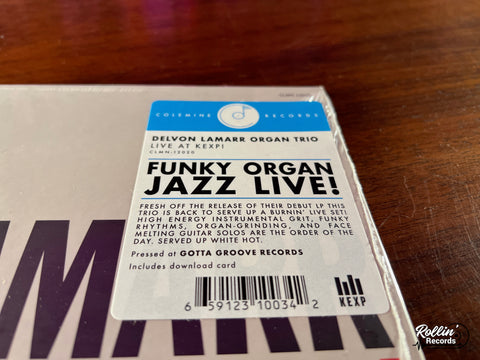 COLEMINE RECORDS
DELVON LAMARR ORGAN TRIO
LIVE AT KEXP!
CLMN-12020
FUNKY ORGAN
JAZZ LIVE!
FRESH OFF THE RELEASE OF THEIR DEBUT LP THIS
TRIO IS BACK TO SERVE UP A BURNIN' LIVE SET!
HIGH ENERGY INSTRUMENTAL GRIT, FUNKY
RHYTHMS, ORGAN-GRINDING, AND FACE
MELTING GUITAR SOLOS ARE THE ORDER OF THE
DAY. SERVED UP WHITE HOT.
Pressed at GOTTA GROOVE RECORDS
Includes download card
6 59123 10034 2
KEXP
MARR
Rollin'
Records